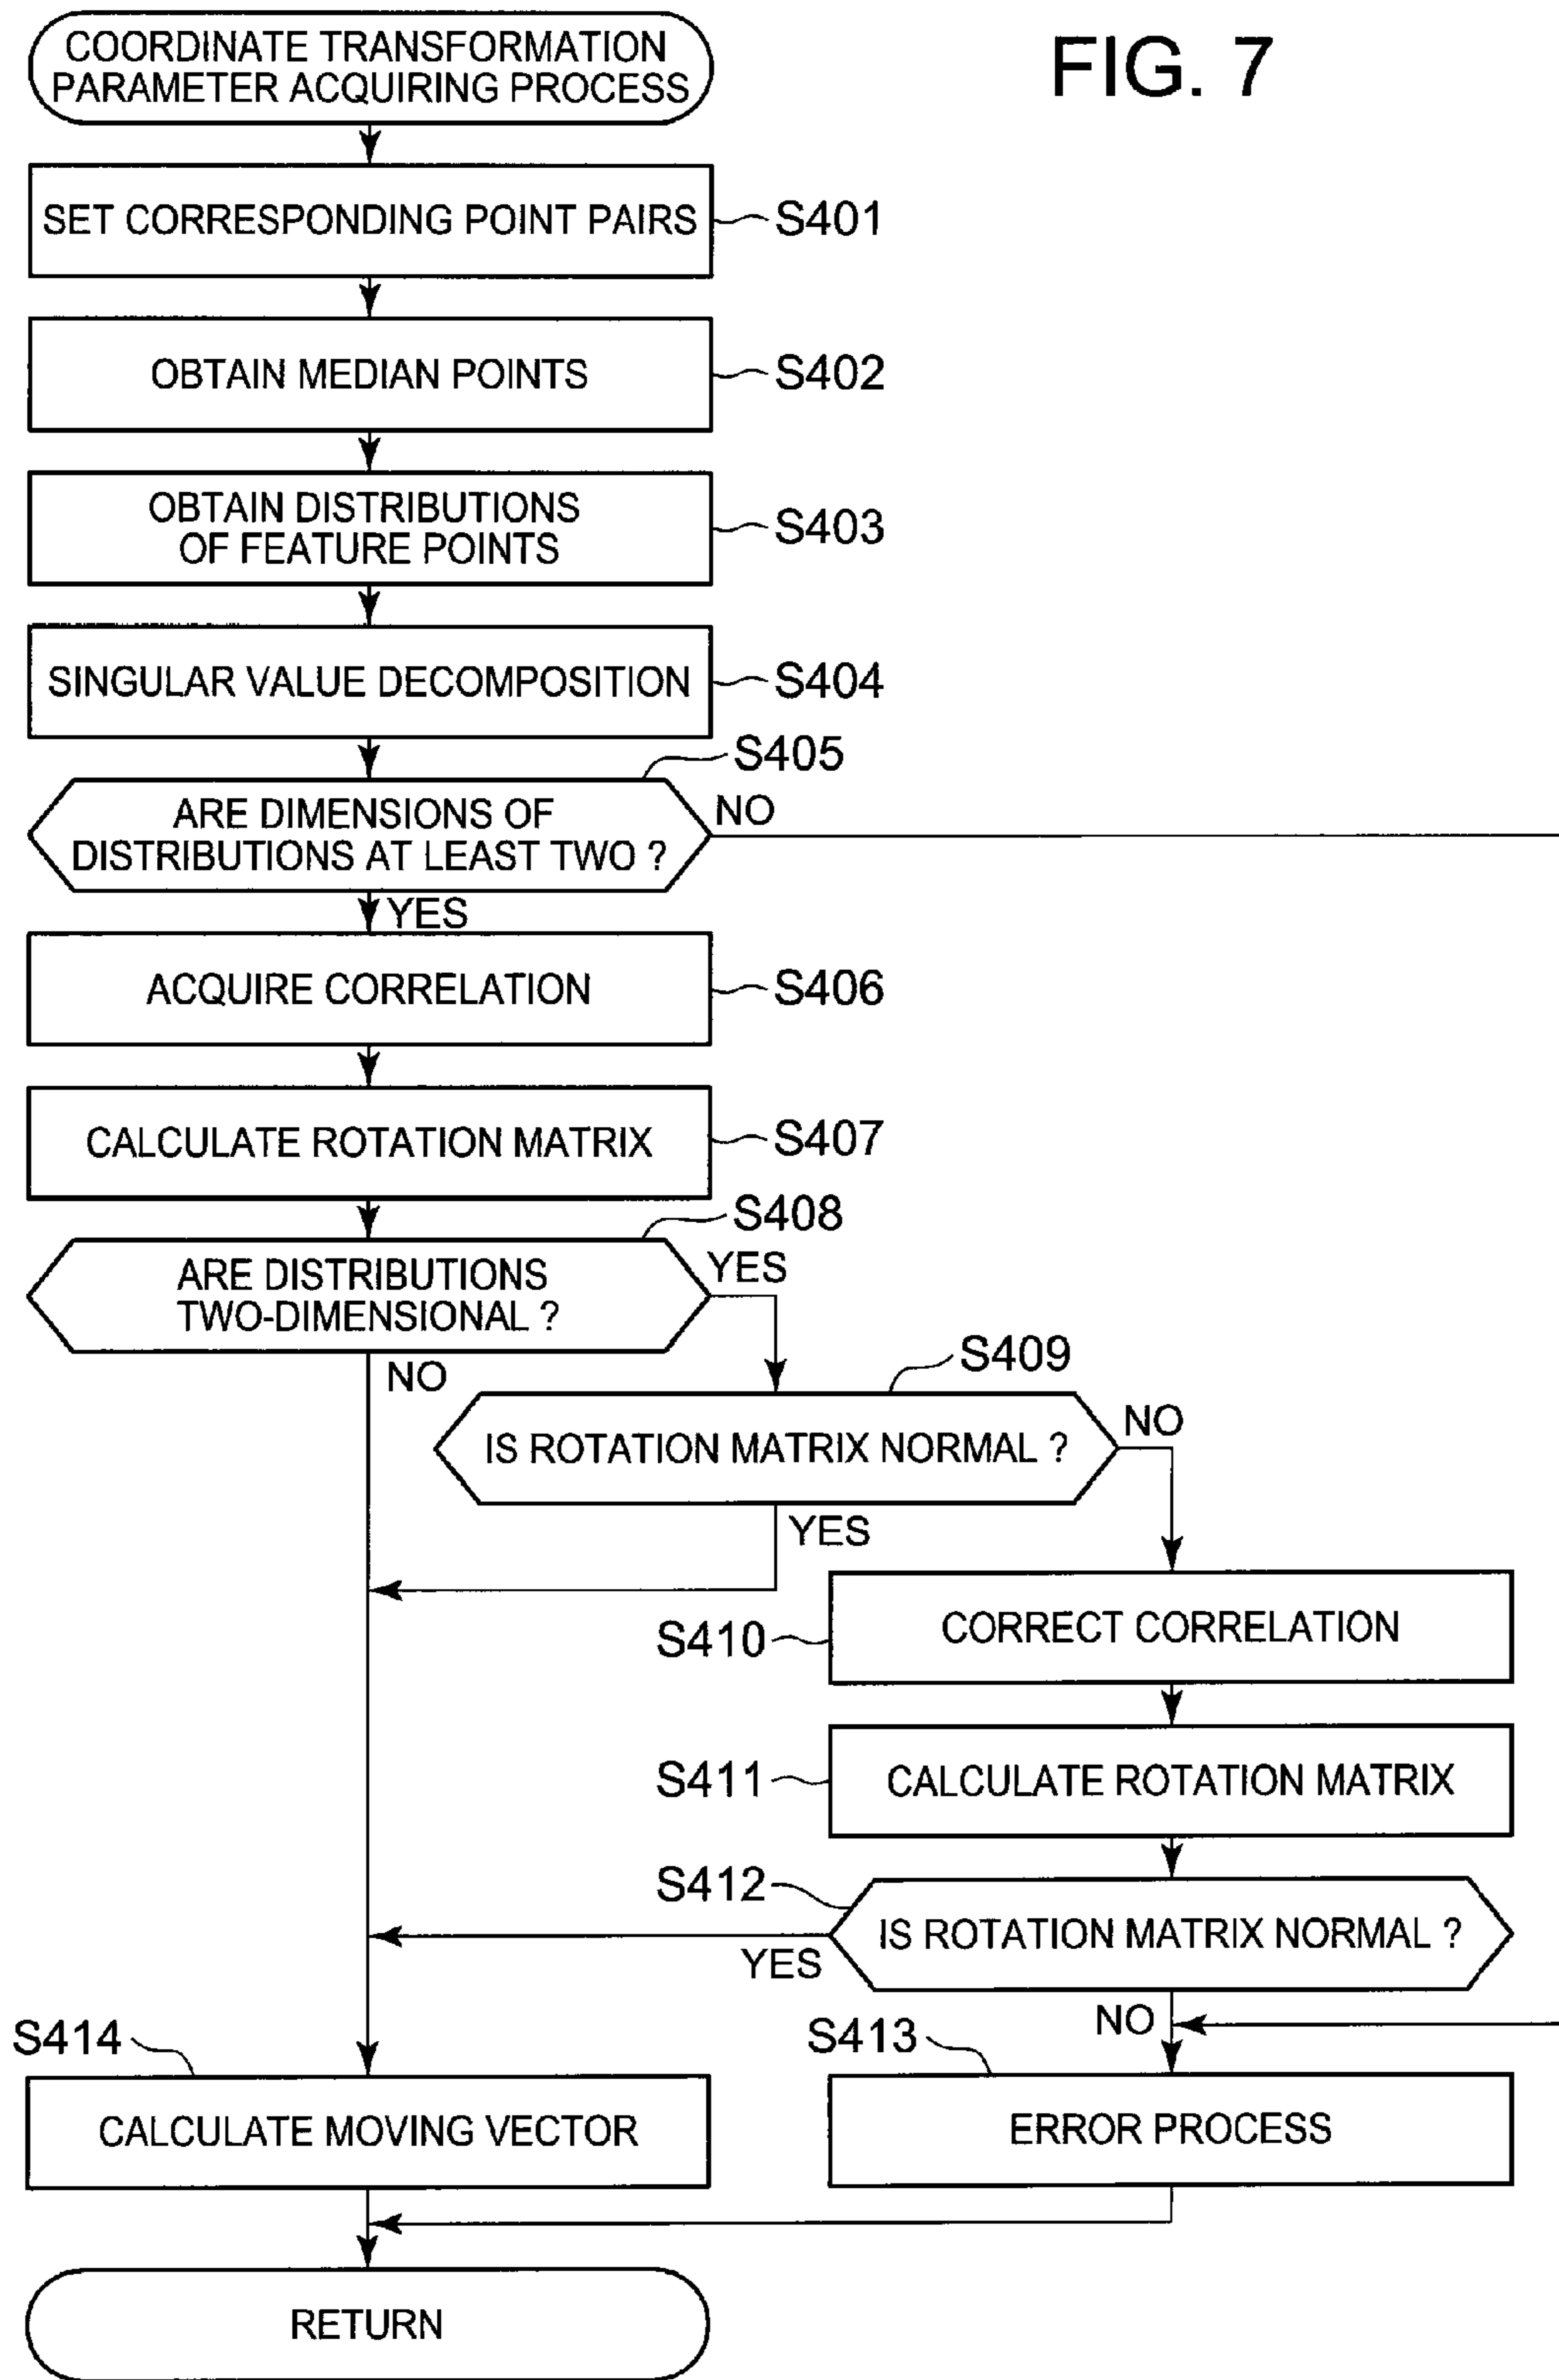 FIG. 7
COORDINATE TRANSFORMATION
PARAMETER ACQUIRING PROCESS
SET CORRESPONDING POINT PAIRS
S401
OBTAIN MEDIAN POINTS
S402
OBTAIN DISTRIBUTIONS
OF FEATURE POINTS
S403
SINGULAR VALUE DECOMPOSITION
S404
S405
ARE DIMENSIONS OF
DISTRIBUTIONS AT LEAST TWO ?
NO
YES
ACQUIRE CORRELATION
S406
CALCULATE ROTATION MATRIX
S407
S408
ARE DISTRIBUTIONS
TWO-DIMENSIONAL ?
YES
NO
S409
IS ROTATION MATRIX NORMAL ?
NO
YES
S410
CORRECT CORRELATION
S411
CALCULATE ROTATION MATRIX
S412
IS ROTATION MATRIX NORMAL ?
YES
NO
S414
CALCULATE MOVING VECTOR
S413
ERROR PROCESS
RETURN